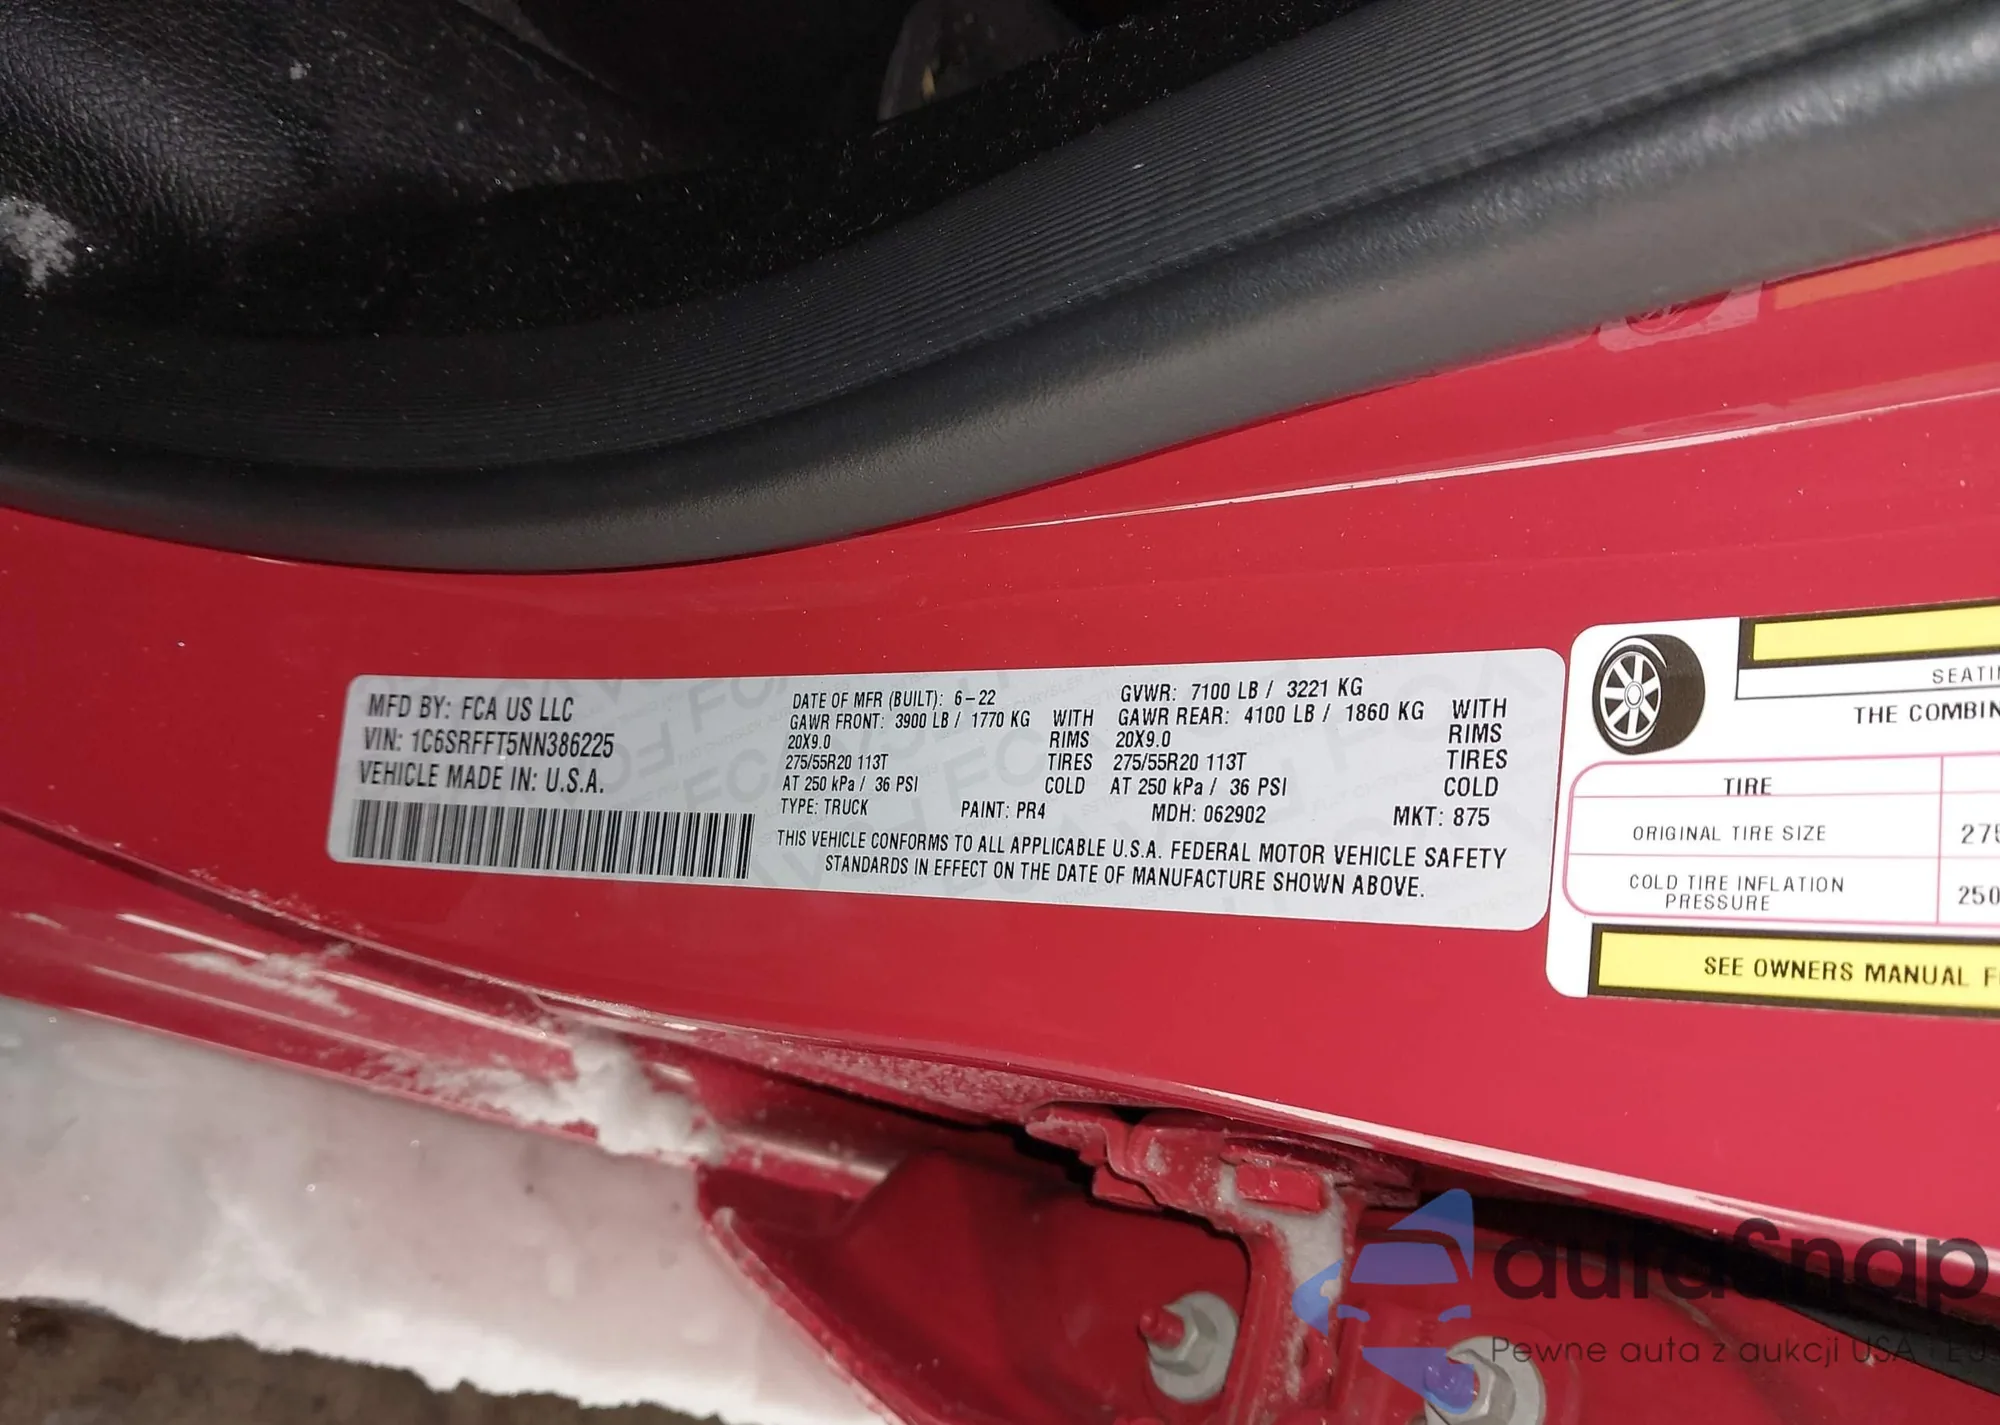 MFD BY: FCA US LLC
VIN: 1C6SRFFT5NN386225
VEHICLE MADE IN: U.S.A.
DATE OF MFR (BUILT): 6-22
GVWR: 7100 LB / 3221 KG
GAWR FRONT: 3900 LB / 1770 KG WITH
GAWR REAR: 4100 LB / 1860 KG WITH
20X9.0 RIMS
20X9.0 RIMS
275/55R20 113T TIRES
275/55R20 113T TIRES
AT 250 kPa / 36 PSI COLD
AT 250 kPa / 36 PSI COLD
TYPE: TRUCK PAINT: PR4 MDH: 062902 MKT: 875
THIS VEHICLE CONFORMS TO ALL APPLICABLE U.S.A. FEDERAL MOTOR VEHICLE SAFETY
STANDARDS IN EFFECT ON THE DATE OF MANUFACTURE SHOWN ABOVE.
THE
TIRE
ORIGINAL TIRE SIZE
COLD TIRE INFLATION
PRESSURE
250
SEE OWNERS MANUAL
autasnap
Pewne auta z aukcji USA